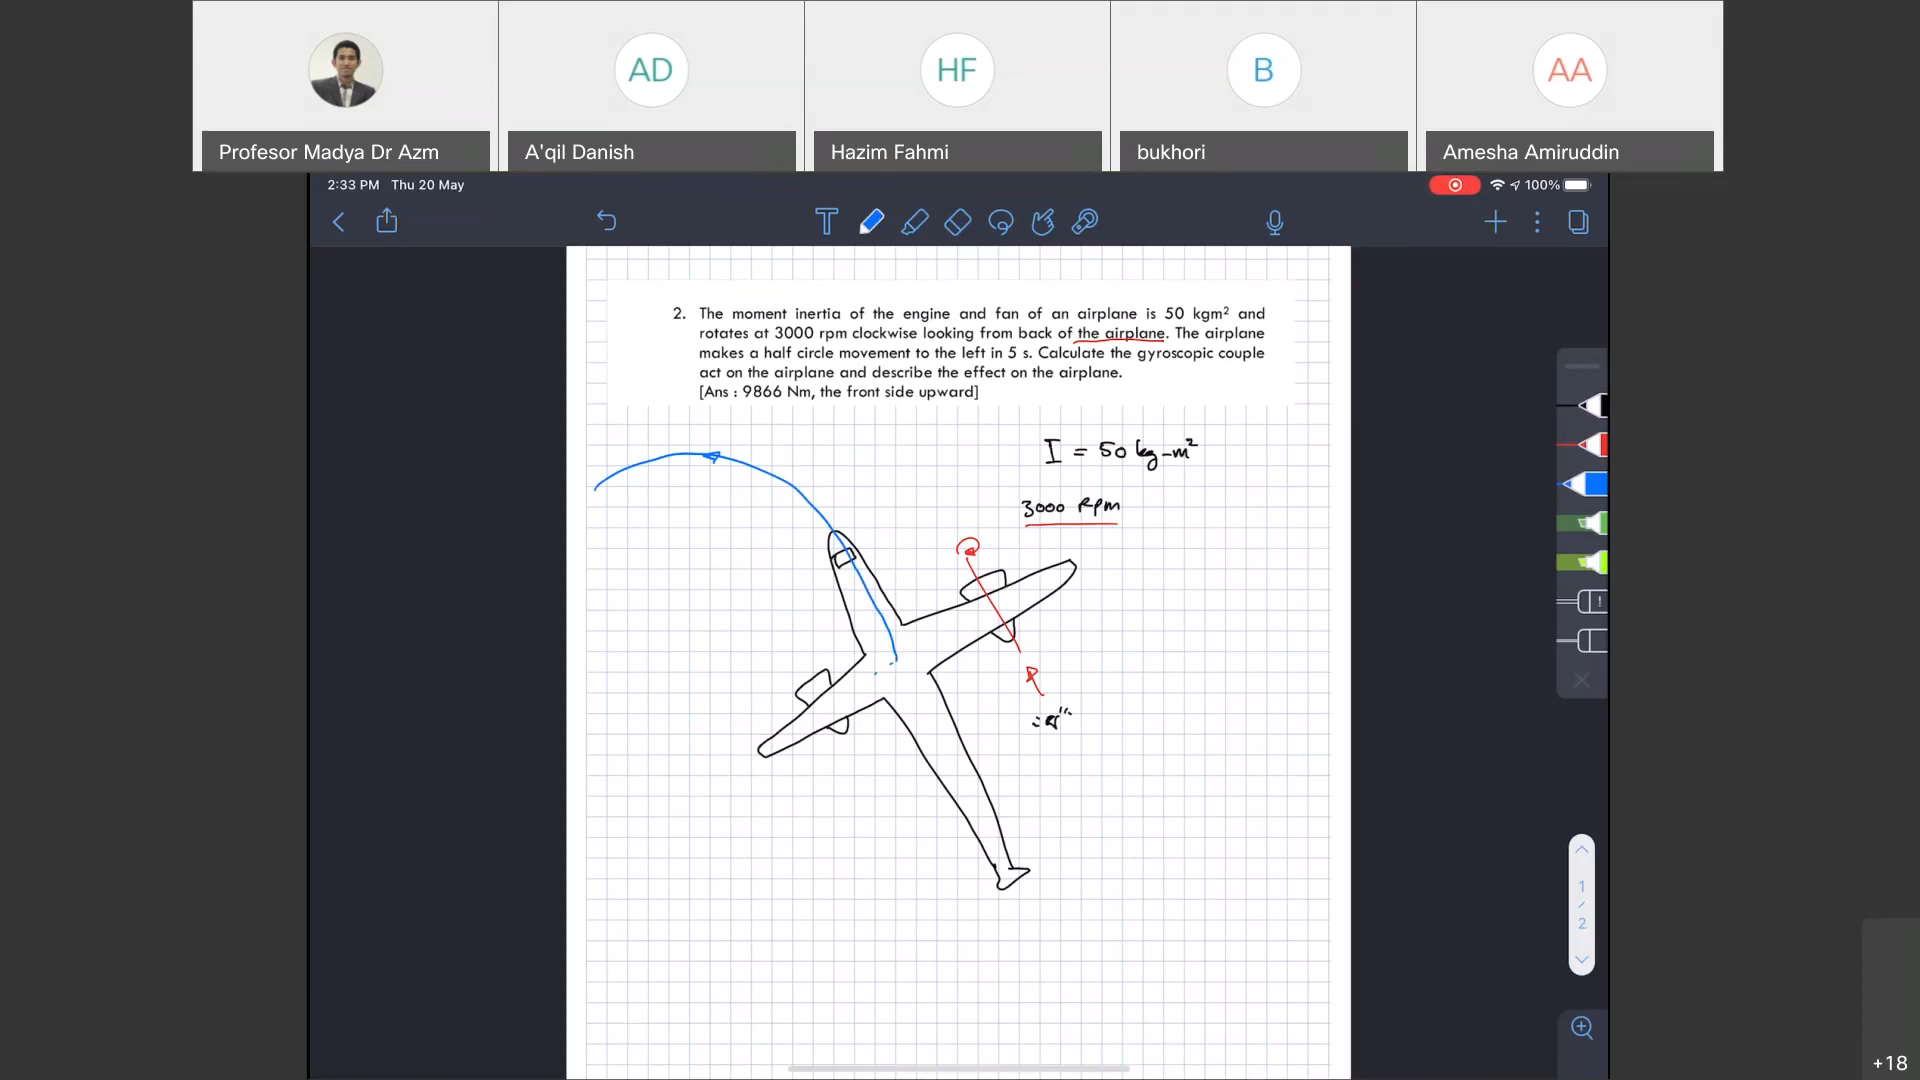 AD
HF
B
AA
Profesor Madya Dr Azm
A'qil Danish
Hazim Fahmi
bukhori
Amesha Amiruddin
2:33 PM Thu 20 May
100%
T
2. The moment inertia of the engine and fan of an airplane is 50 kgm² and
rotates at 3000 rpm clockwise looking from back of the airplane. The airplane
makes a half circle movement to the left in 5 s. Calculate the gyroscopic couple
act on the airplane and describe the effect on the airplane.
[Ans : 9866 Nm, the front side upward]
I = 50 kg-m²
3000 Rpm
1
/
2
+18